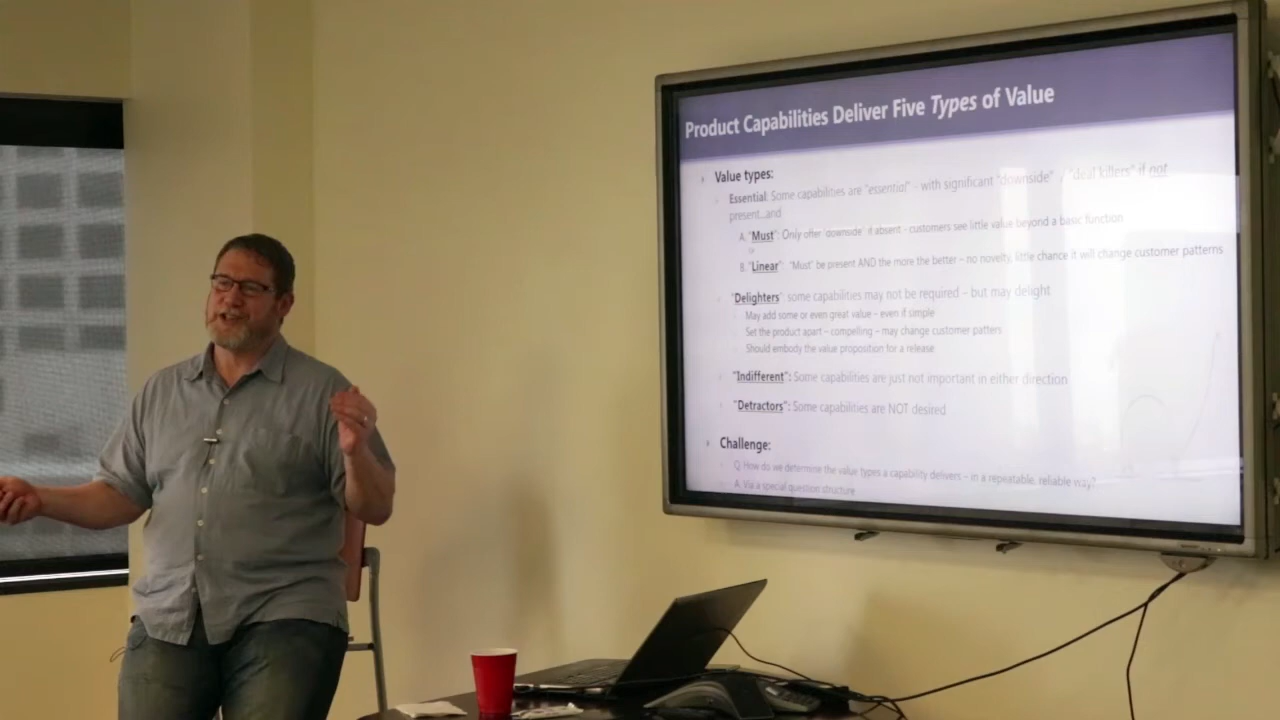 Product Capabilities Deliver Five Types of Value
Value types:
Essential: Some capabilities are "essential" - with significant "downside" / "deal killers" if not
present...and
A. "Must": Only offer 'downside' if absent - customers see little value beyond a basic function
or
B. "Linear": "Must" be present AND the more the better – no novelty, little chance it will change customer patterns
"Delighters": some capabilities may not be required – but may delight
May add some or even great value – even if simple
Set the product apart – compelling – may change customer patters
Should embody the value proposition for a release
"Indifferent": Some capabilities are just not important in either direction
"Detractors": Some capabilities are NOT desired
Challenge:
Q. How do we determine the value types a capability delivers – in a repeatable, reliable way?
A. Via a special question structure